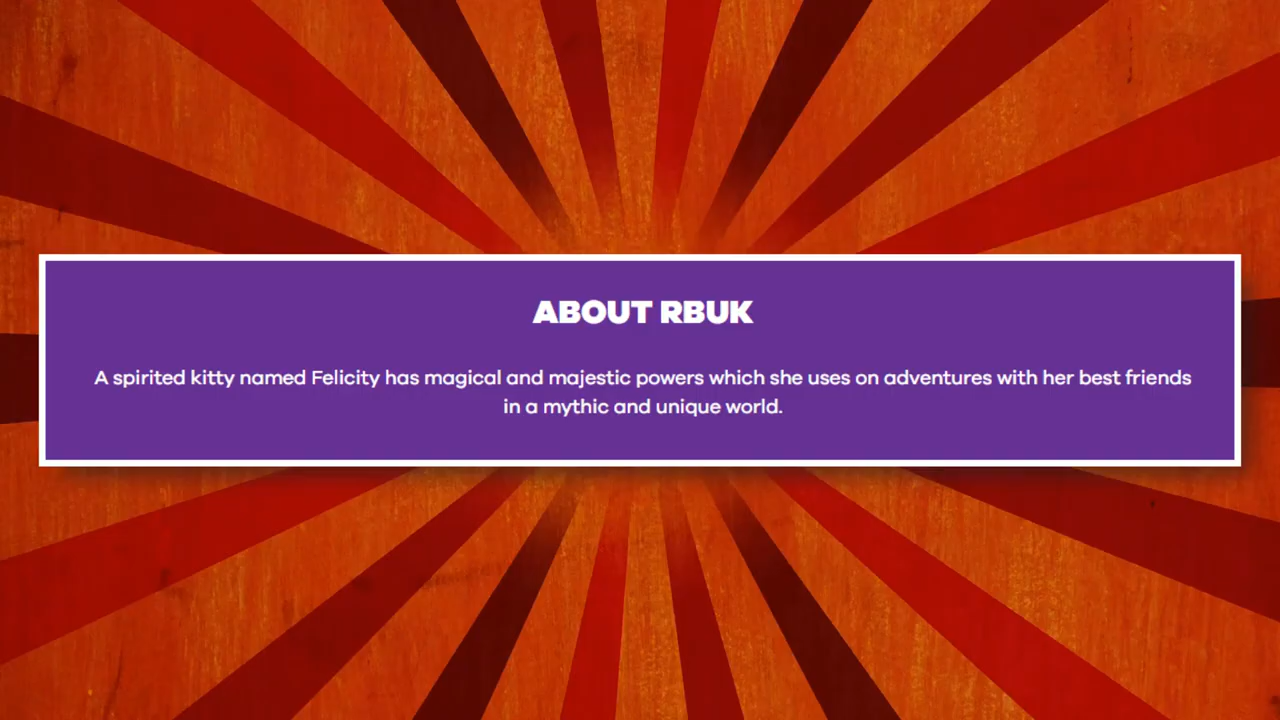 ABOUT RBUK
A spirited kitty named Felicity has magical and majestic powers which she uses on adventures with her best friends
in a mythic and unique world.